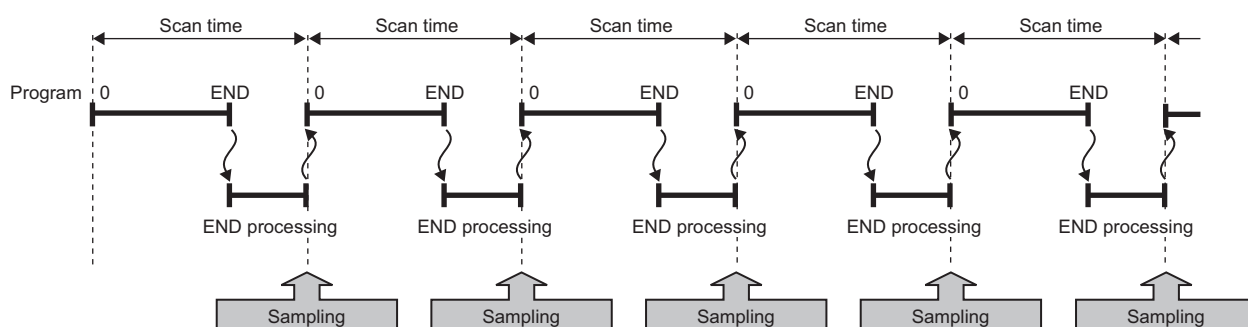 Scan time Scan time Scan time Scan time Scan time
Program 0 END 0 END 0 END 0 END 0 END
END processing END processing END processing END processing END processing
Sampling Sampling Sampling Sampling Sampling